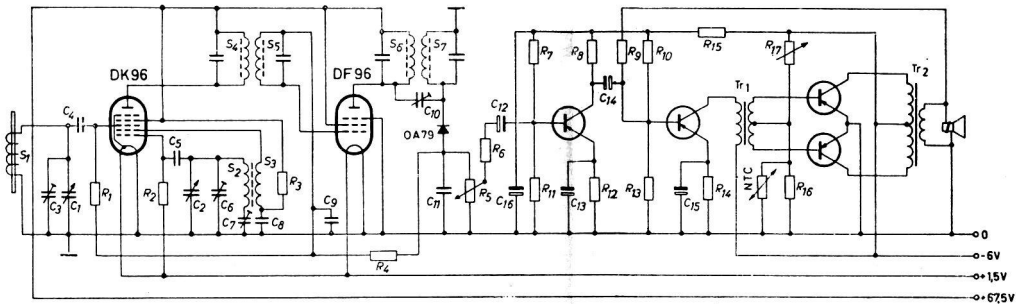 S4 S5
S6 S7
R7
R8
R9
R10
R15
R17
DK96
DF96
Tr1
Tr2
C4
C10
C14
C12
OA79
S1
C5
S2
S3
R3
R6
C3
C1
R1
R2
C2
C6
C7
C8
C9
C11
R5
C16
R11
C13
R12
R13
C15
R14
NTC
R16
R4
0
-6V
+1,5V
+67,5V